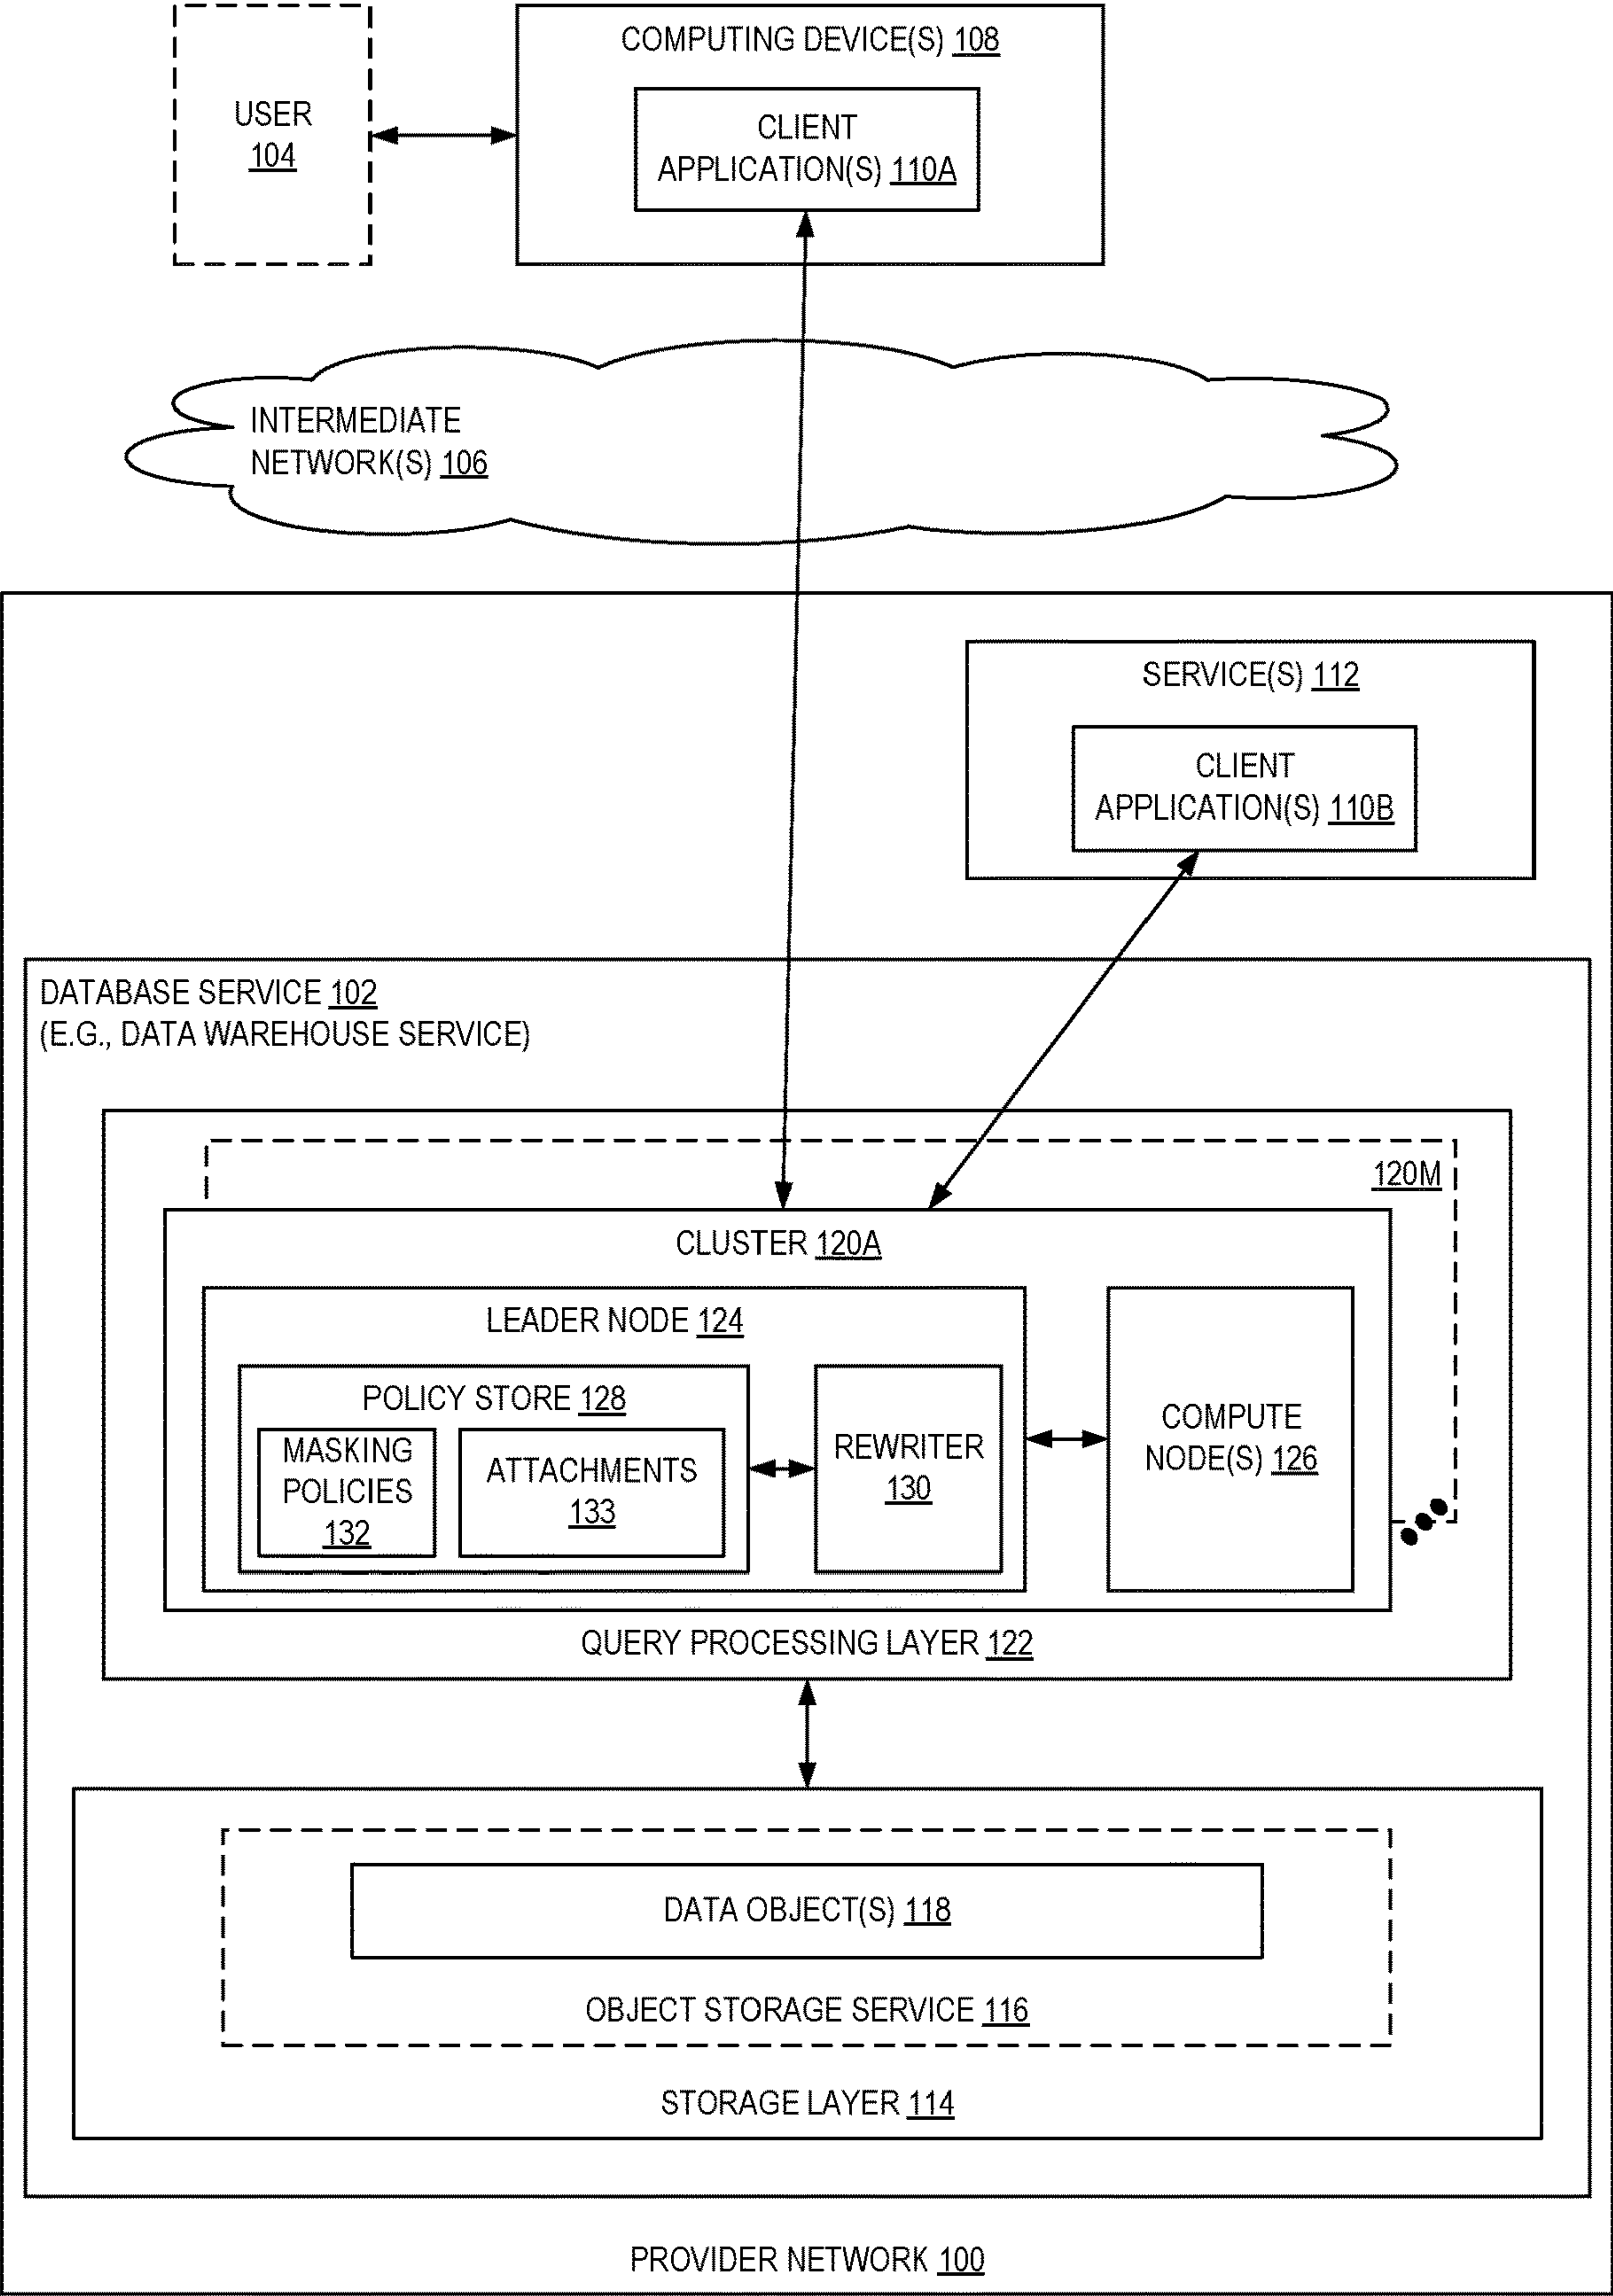 COMPUTING DEVICE(S) 108
USER
104
CLIENT
APPLICATION(S) 110A
INTERMEDIATE
NETWORK(S) 106
SERVICE(S) 112
CLIENT
APPLICATION(S) 110B
DATABASE SERVICE 102
(E.G., DATA WAREHOUSE SERVICE)
120M
CLUSTER 120A
LEADER NODE 124
POLICY STORE 128
MASKING
POLICIES
132
ATTACHMENTS
133
REWRITER
130
COMPUTE
NODE(S) 126
QUERY PROCESSING LAYER 122
DATA OBJECT(S) 118
OBJECT STORAGE SERVICE 116
STORAGE LAYER 114
PROVIDER NETWORK 100